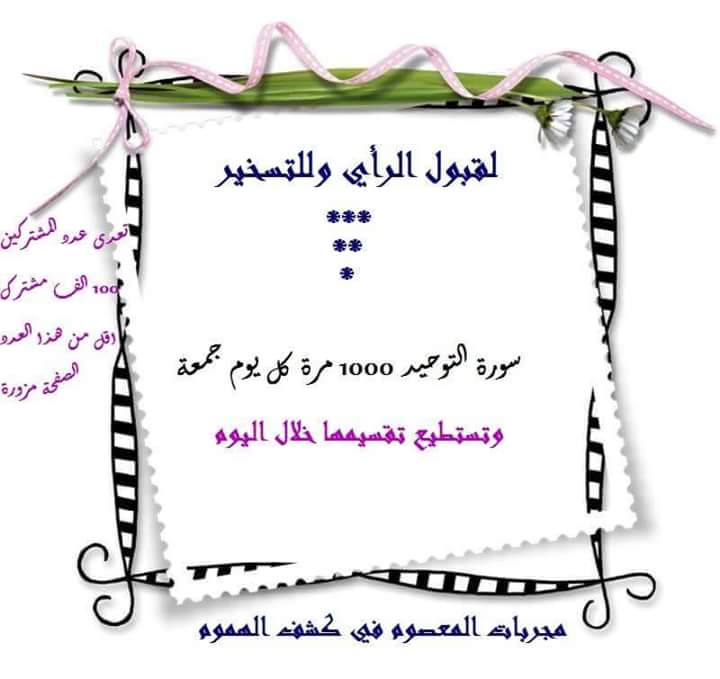 لقبول الرأي وللتسخير
***
**
*
سورة التوحيد 1000 مرة كل يوم جمعة
وتستطيع تقسيمها خلال اليوم
تعدى عدد المشتركين
100 الف مشترك
اقل من هذا العدد
الصفحة مزورة
مجربات المعصوم في كشف الهموم